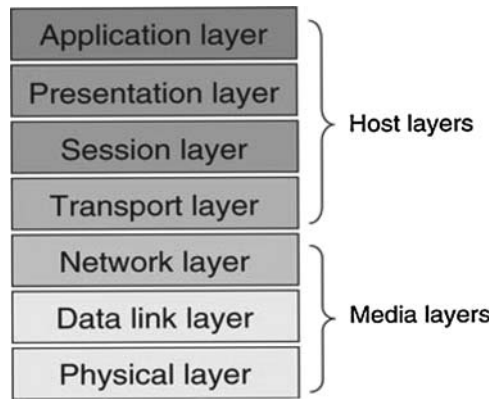 Application layer
Presentation layer
Session layer
Transport layer
Host layers
Network layer
Data link layer
Physical layer
Media layers